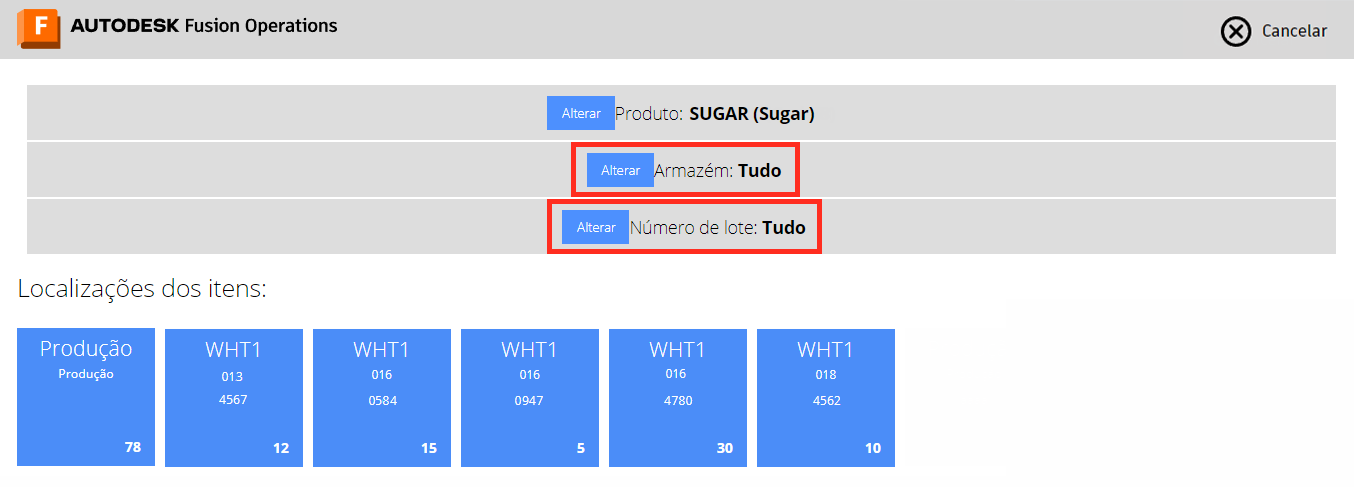 F AUTODESK Fusion Operations
Cancelar
Alterar Produto: SUGAR (Sugar)
Alterar Armazém: Tudo
Alterar Número de lote: Tudo
Localizações dos itens:
Produção
Produção
78
WHT1
013
4567
12
WHT1
016
0584
15
WHT1
016
0947
5
WHT1
016
4780
30
WHT1
018
4562
10